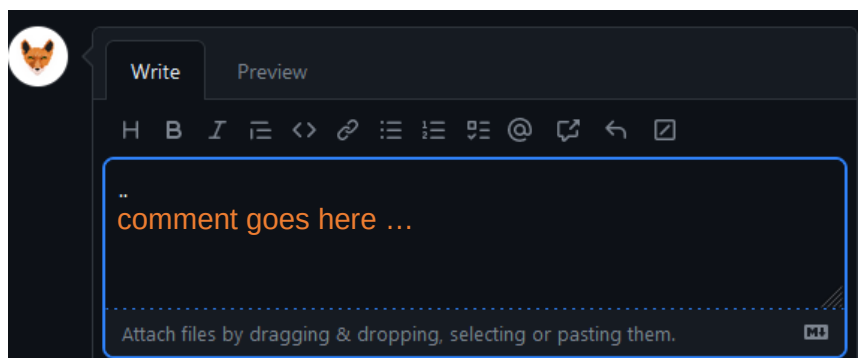 Write Preview
H B I <> @
..
comment goes here ...
Attach files by dragging & dropping, selecting or pasting them. M↓